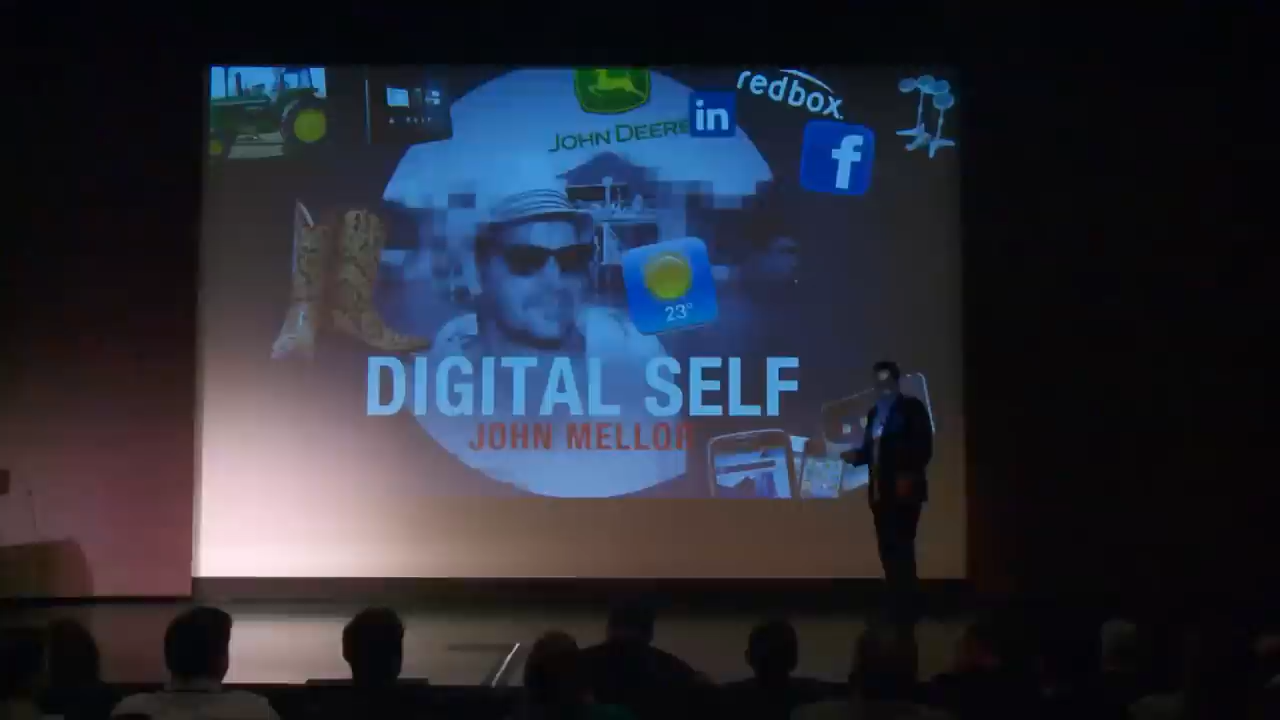 JOHN DEERE
in
redbox
f
23°
DIGITAL SELF
JOHN MELLOR